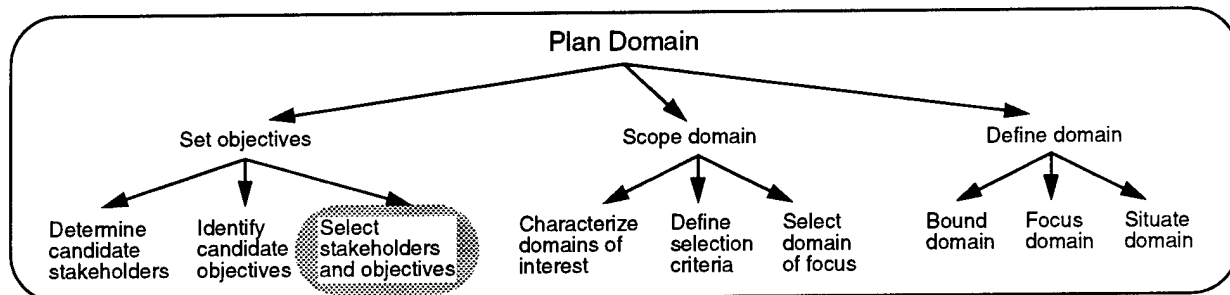 Plan Domain
Set objectives
Scope domain
Define domain
Determine
candidate
stakeholders
Identify
candidate
objectives
Select
stakeholders
and objectives
Characterize
domains of
interest
Define
selection
criteria
Select
domain
of focus
Bound
domain
Focus
domain
Situate
domain